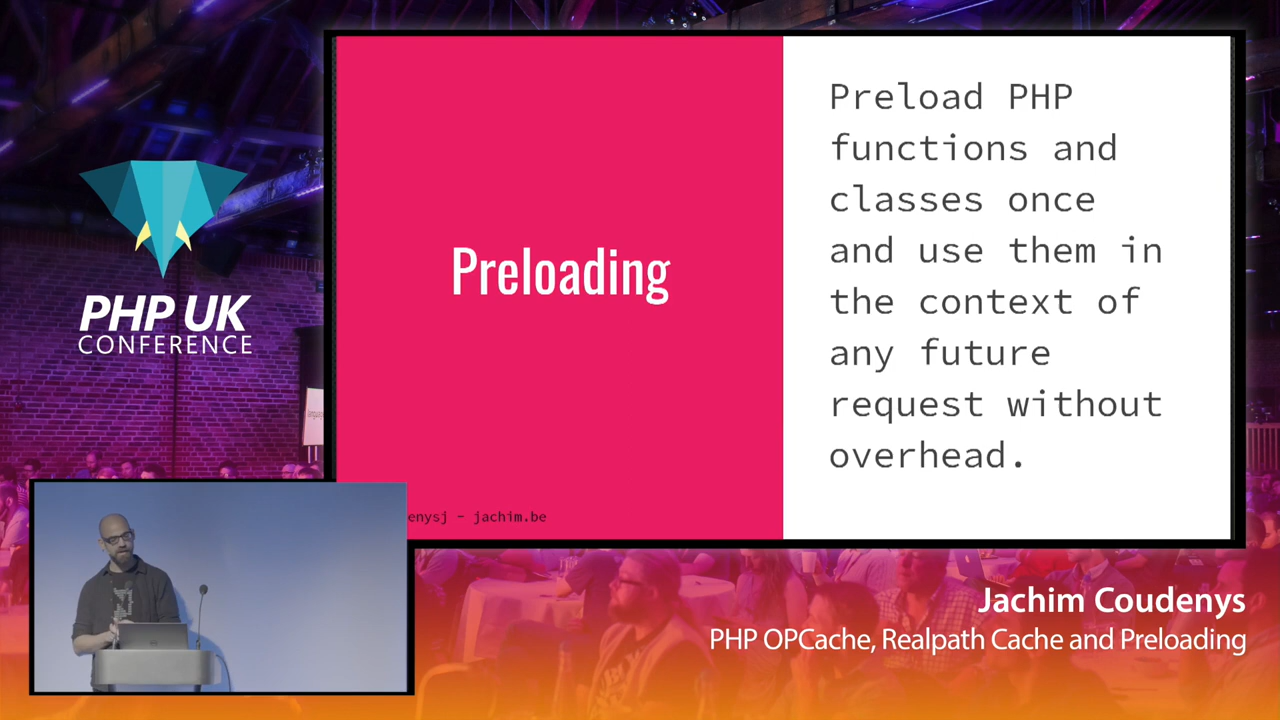 PHP UK
CONFERENCE
Preloading
Preload PHP
functions and
classes once
and use them in
the context of
any future
request without
overhead.
enysj - jachim.be
Jachim Coudenys
PHP OPCache, Realpath Cache and Preloading